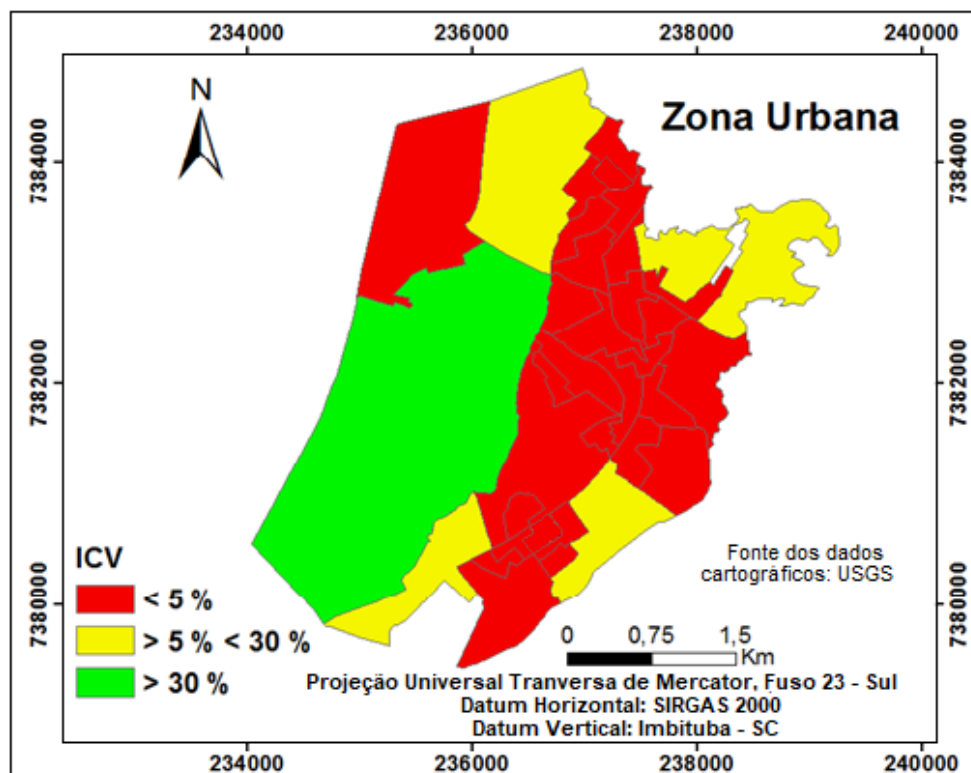 234000 236000 238000 240000
N
Zona Urbana
7384000 7384000
7382000 7382000
7380000 7380000
ICV
< 5 %
> 5 % < 30 %
> 30 %
Fonte dos dados
cartográficos: USGS
0 0,75 1,5
Km
Projeção Universal Tranversa de Mercator, Fuso 23 - Sul
Datum Horizontal: SIRGAS 2000
Datum Vertical: Imbituba - SC
234000 236000 238000 240000